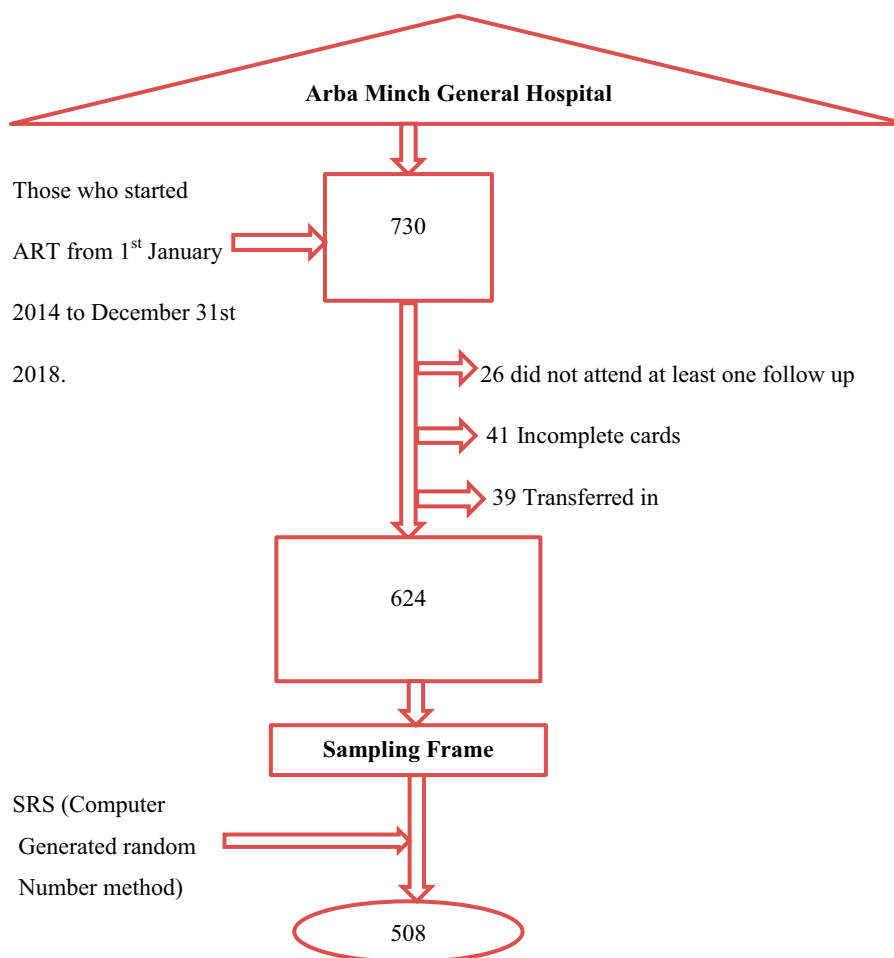 Arba Minch General Hospital
Those who started
ART from 1st January
2014 to December 31st
2018.
730
26 did not attend at least one follow up
41 Incomplete cards
39 Transferred in
624
Sampling Frame
SRS (Computer
Generated random
Number method)
508